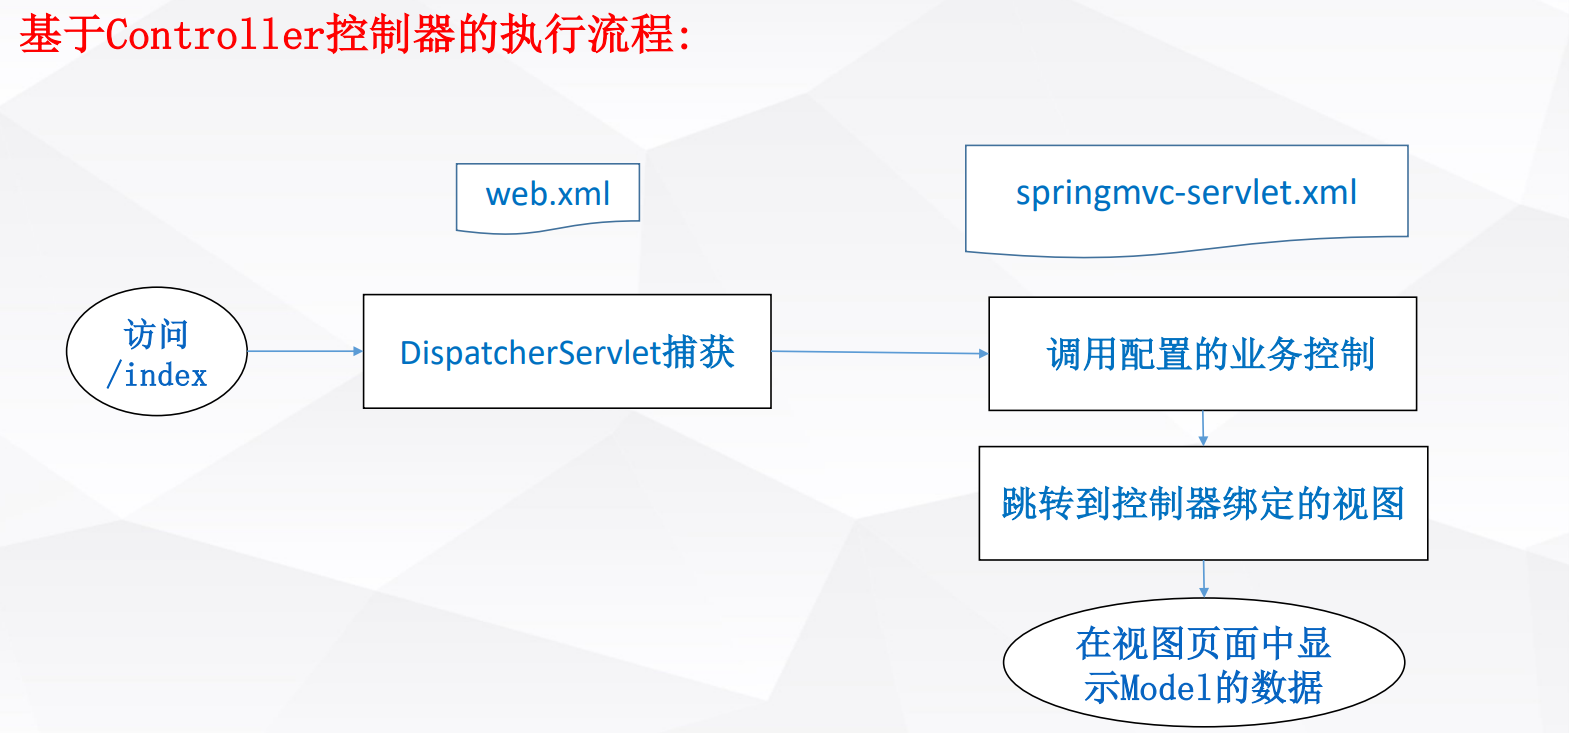 基于Controller控制器的执行流程:
web.xml
springmvc-servlet.xml
访问
/index
DispatcherServlet捕获
调用配置的业务控制
跳转到控制器绑定的视图
在视图页面中显
示Model的数据